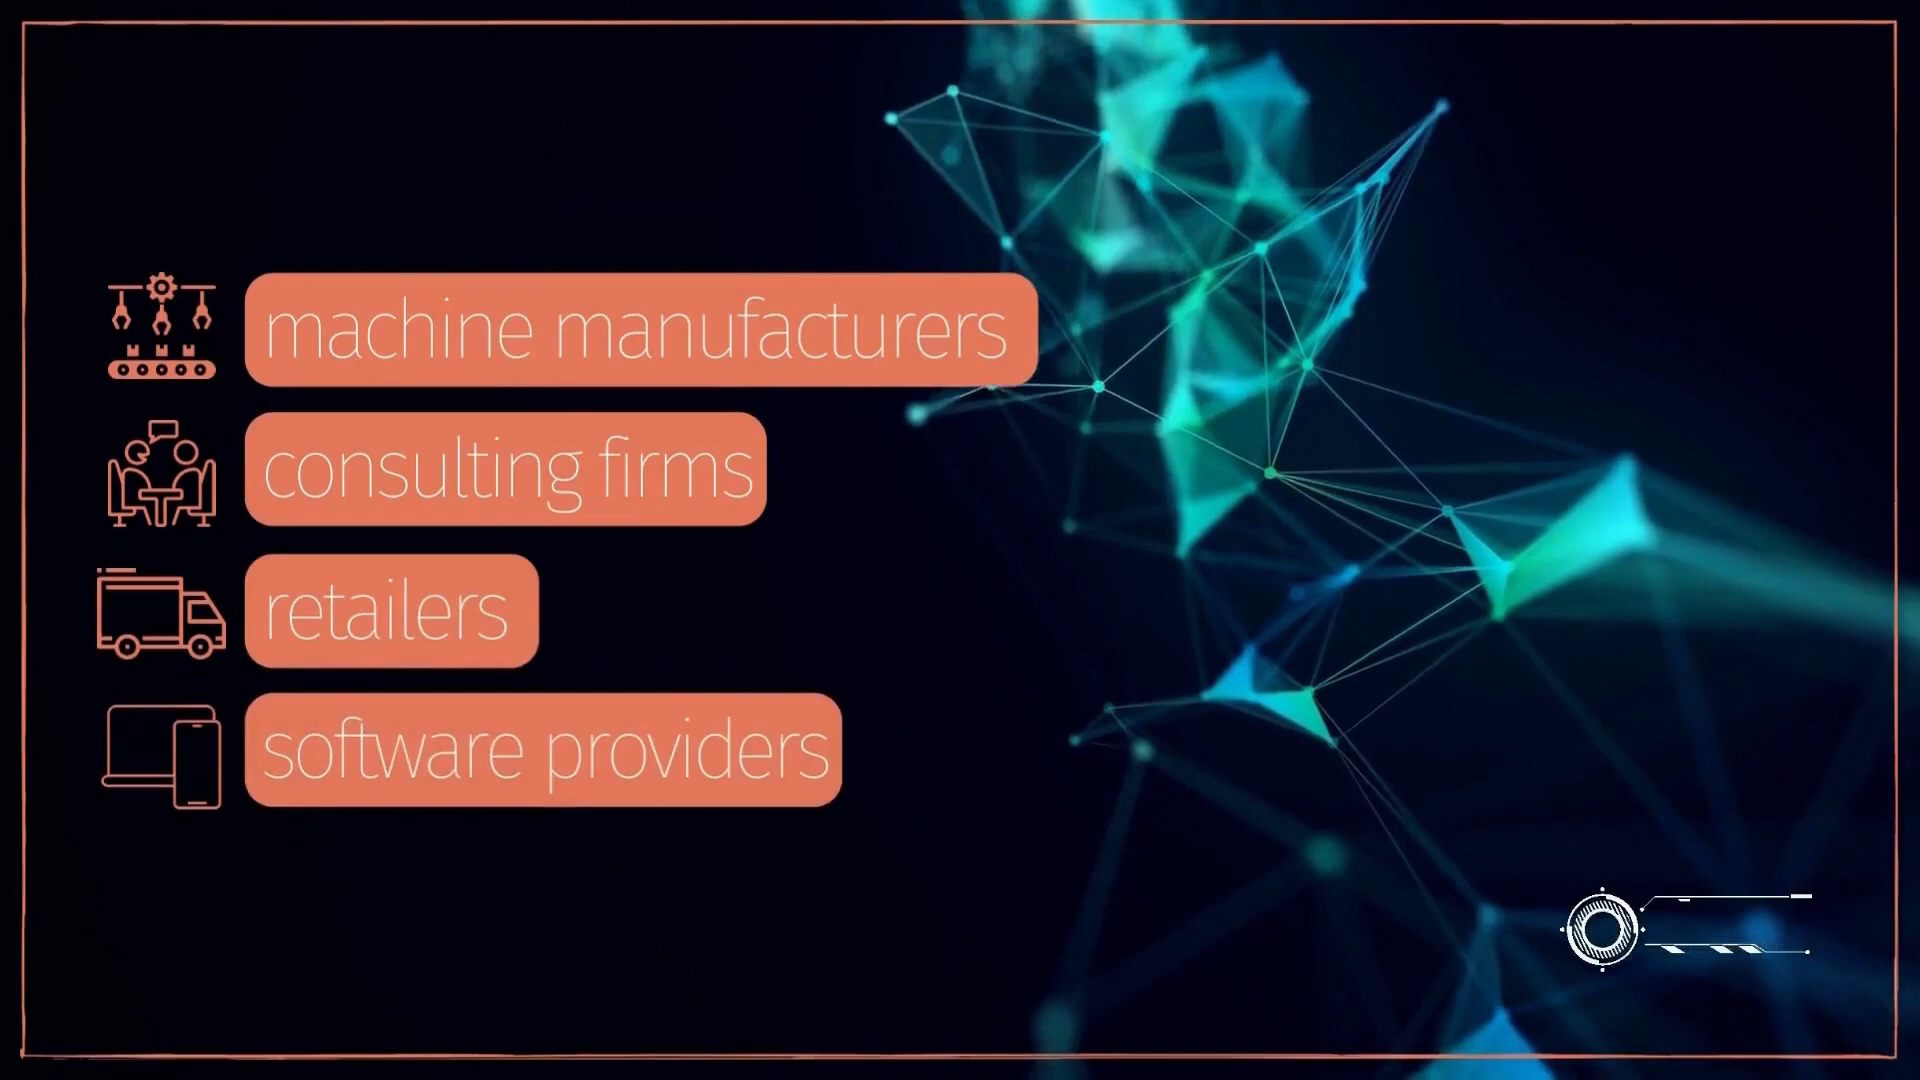 machine manufacturers
consulting firms
retailers
software providers